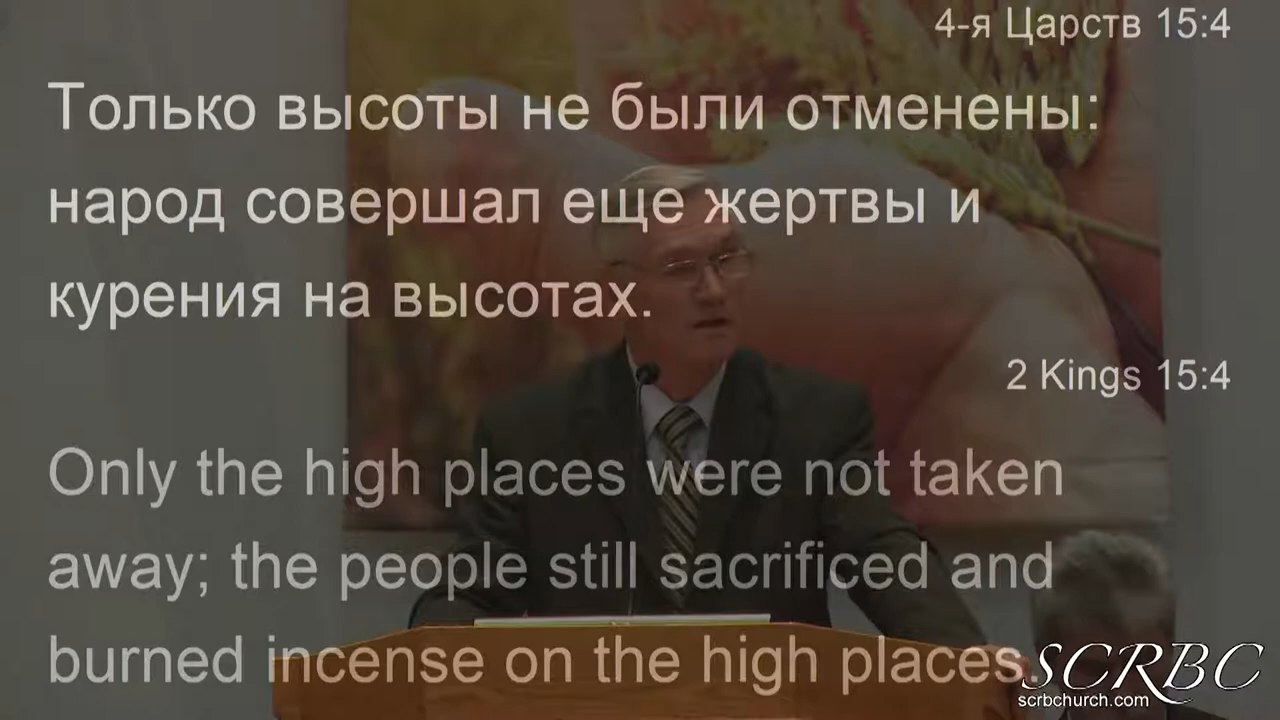 4-я Царств 15:4
Только высоты не были отменены:
народ совершал еще жертвы и
курения на высотах.
2 Kings 15:4
Only the high places were not taken
away; the people still sacrificed and
burned incense on the high places.
SCRBC
scrbchurch.com